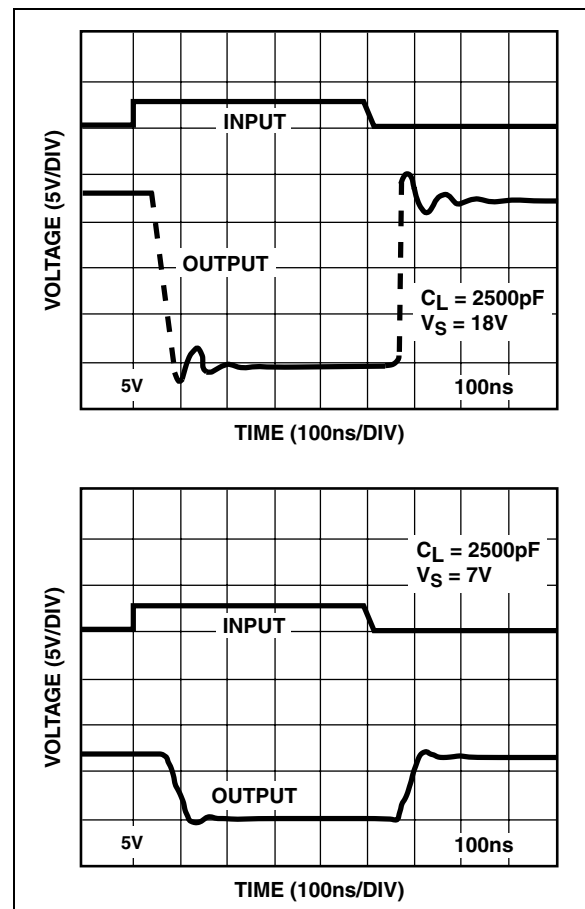 VOLTAGE (5V/DIV)
INPUT
OUTPUT
C_L = 2500pF
V_S = 18V
5V
100ns
TIME (100ns/DIV)
VOLTAGE (5V/DIV)
C_L = 2500pF
V_S = 7V
INPUT
OUTPUT
5V
100ns
TIME (100ns/DIV)